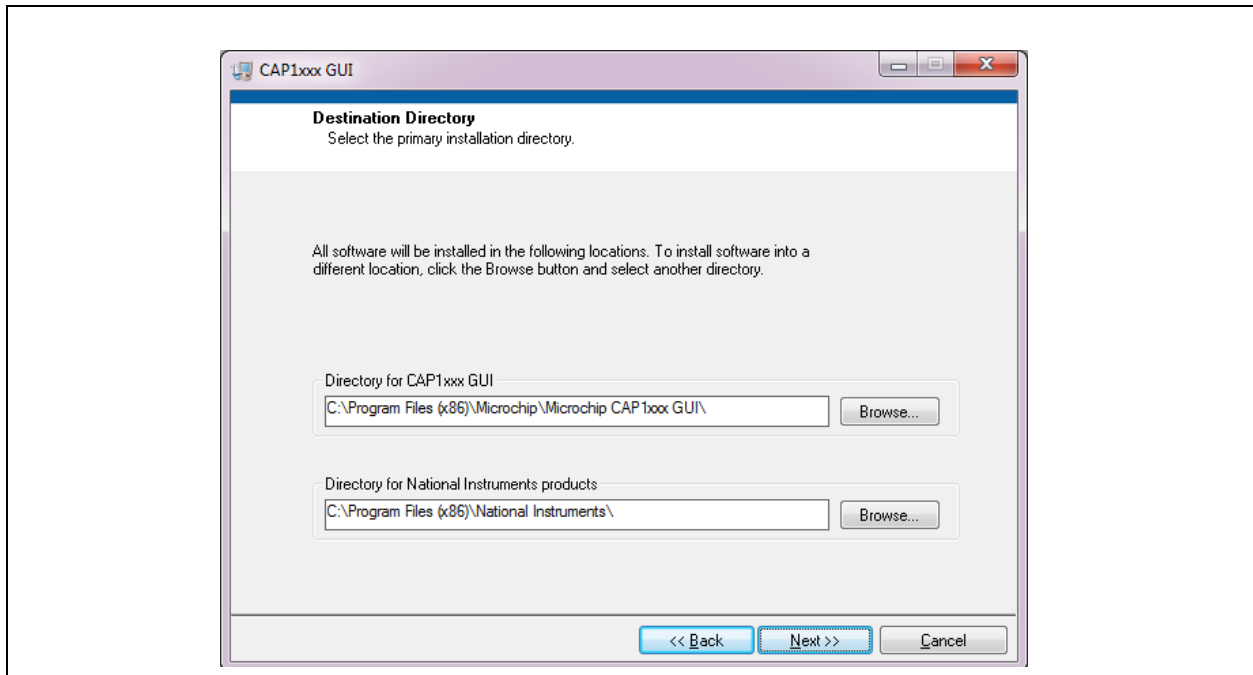 CAP1xxx GUI
Destination Directory
Select the primary installation directory.
All software will be installed in the following locations. To install software into a
different location, click the Browse button and select another directory.
Directory for CAP1xxx GUI
C:\Program Files (x86)\Microchip\Microchip CAP1xxx GUI\
Browse...
Directory for National Instruments products
C:\Program Files (x86)\National Instruments\
Browse...
<< Back
Next >>
Cancel